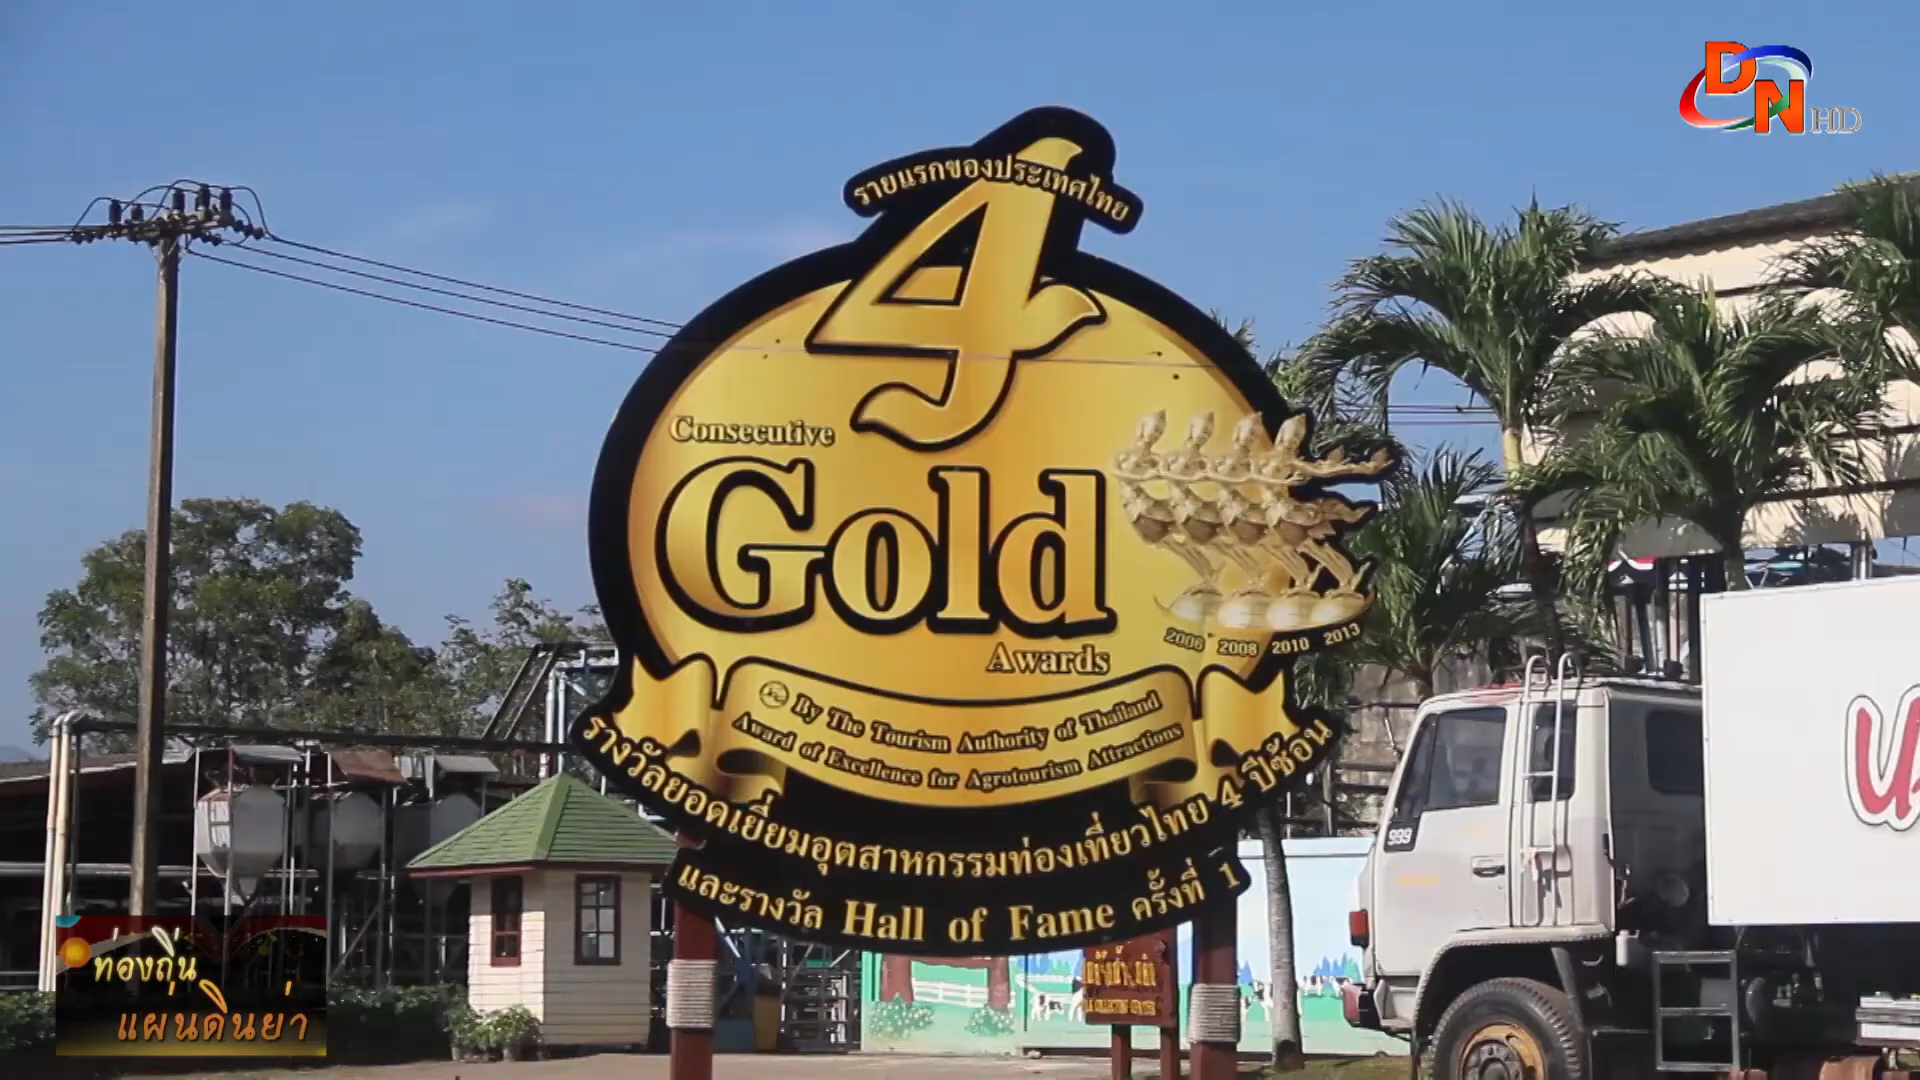 DN HD
รายแรกของประเทศไทย
4
Consecutive
Gold
Awards
2006 2008 2010 2013
By The Tourism Authority of Thailand
Award of Excellence for Agrotourism Attractions
รางวัลยอดเยี่ยมอุตสาหกรรมท่องเที่ยวไทย 4 ปีซ้อน
และรางวัล Hall of Fame ครั้งที่ 1
999
ท่องถิ่น
แผ่นดินย่า